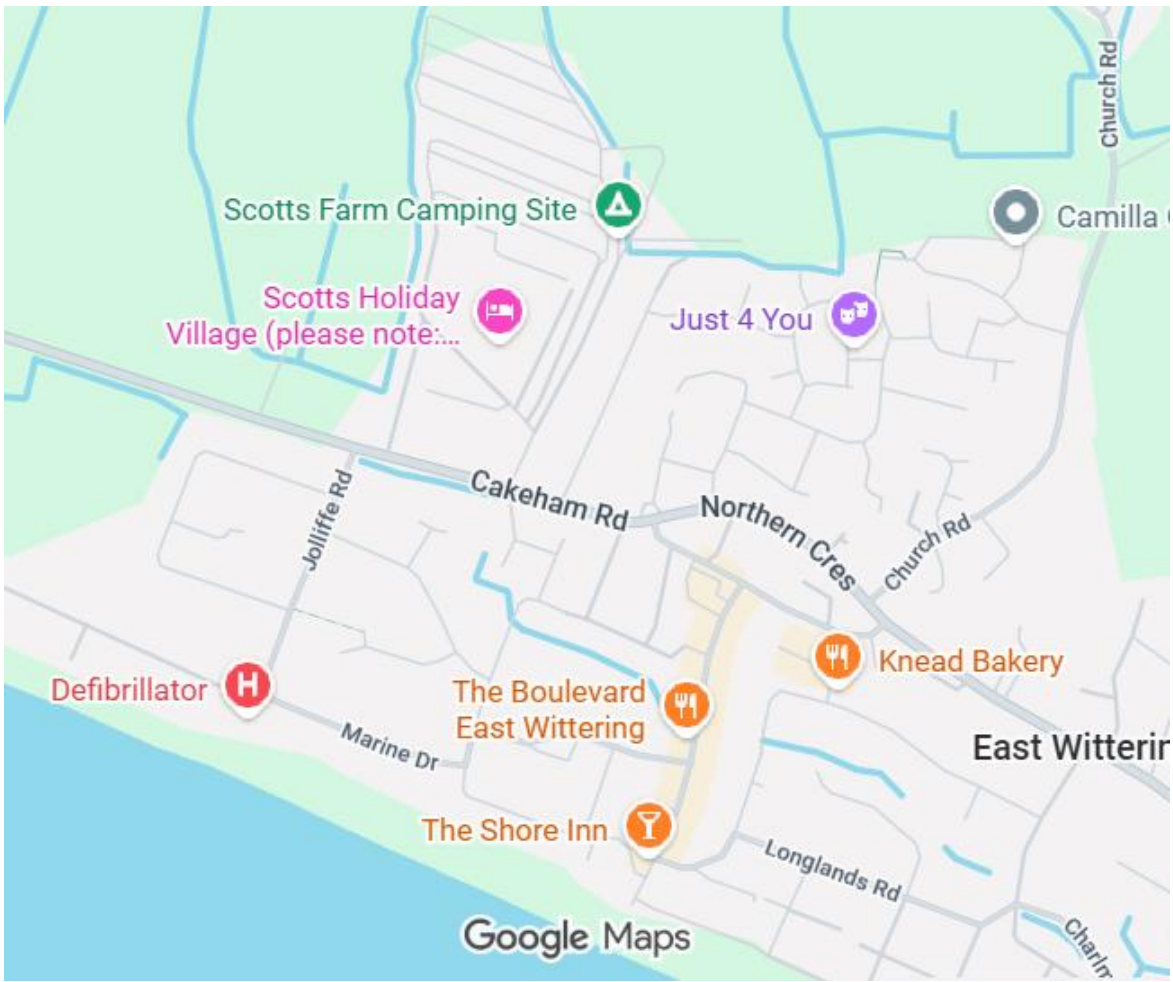 Church Rd
Scotts Farm Camping Site
Camilla
Scotts Holiday
Village (please note:...
Just 4 You
Cakeham Rd
Northern Cres
Jolliffe Rd
Church Rd
Knead Bakery
Defibrillator
H
The Boulevard
East Wittering
Marine Dr
East Witterin
The Shore Inn
Longlands Rd
Google Maps
Charlm